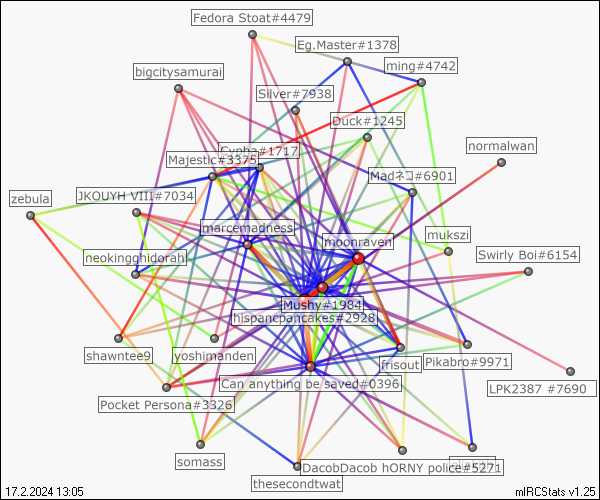 Fedora Stoat#4479
Eg.Master#1378
ming#4742
bigcitysamurai
Silver#7938
Duck#1245
normalwan
Majestic#3375
Madネコ#6901
zebula
JKOUYH VIII#7034
marcemadness
moonraven
mukszi
neokingghidorah
Swirly Boi#6154
Mushy#1984
hispancpancakes#2928
shawntee9
yoshimanden
frisout
Pikabro#9971
Can anything be saved#0396
LPK2387 #7690
Pocket Persona#3326
somass
DacobDacob hORNY police#5271
thesecondtwat
17.2.2024 13:05
mIRCStats v1.25